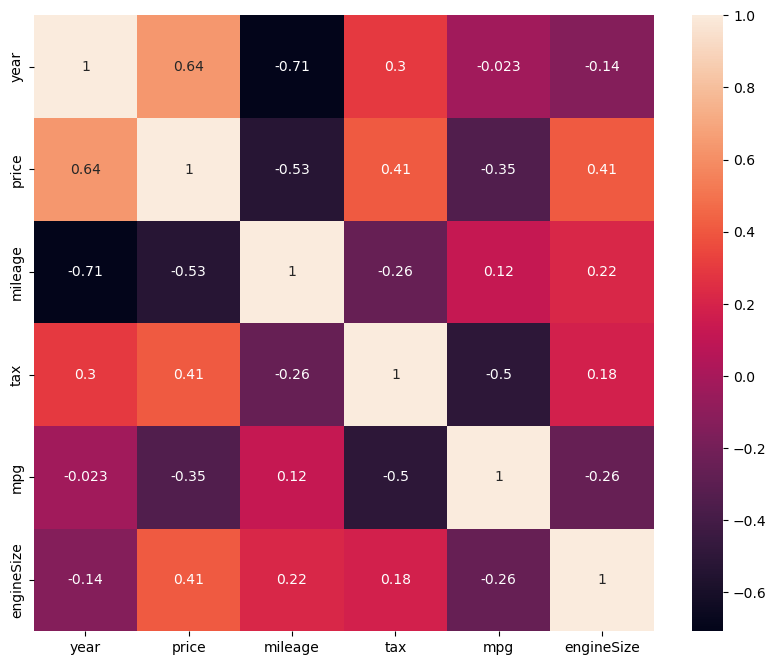 year 1 0.64 -0.71 0.3 -0.023 -0.14
price 0.64 1 -0.53 0.41 -0.35 0.41
mileage -0.71 -0.53 1 -0.26 0.12 0.22
tax 0.3 0.41 -0.26 1 -0.5 0.18
mpg -0.023 -0.35 0.12 -0.5 1 -0.26
engineSize -0.14 0.41 0.22 0.18 -0.26 1
year price mileage tax mpg engineSize
1.0
0.8
0.6
0.4
0.2
0.0
−0.2
−0.4
−0.6